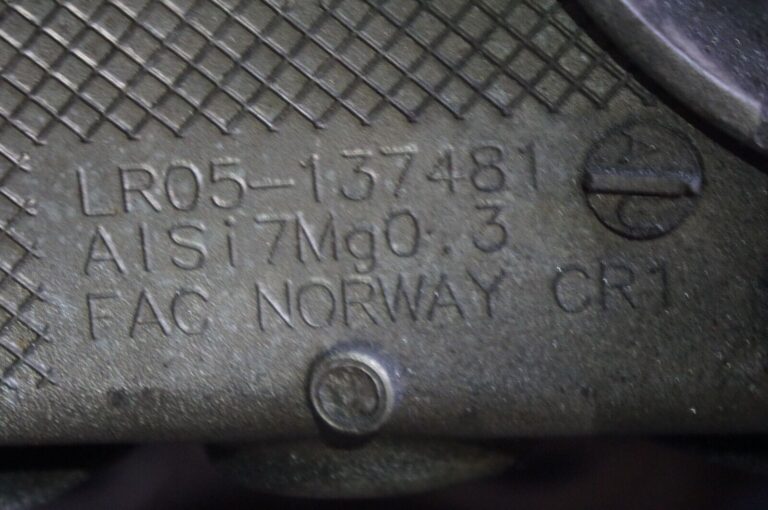 LR05-137481
AlSi7Mg0.3
FAC NORWAY CR1